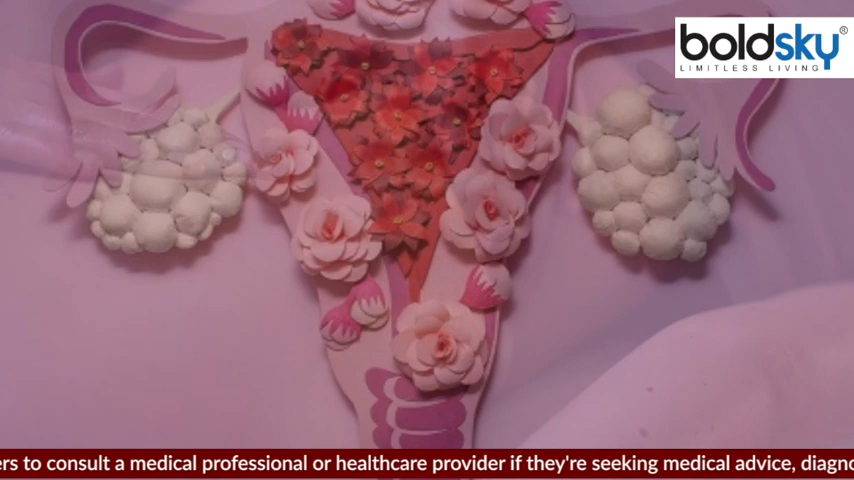 boldsky®
LIMITLESS LIVING
ers to consult a medical professional or healthcare provider if they're seeking medical advice, diagno